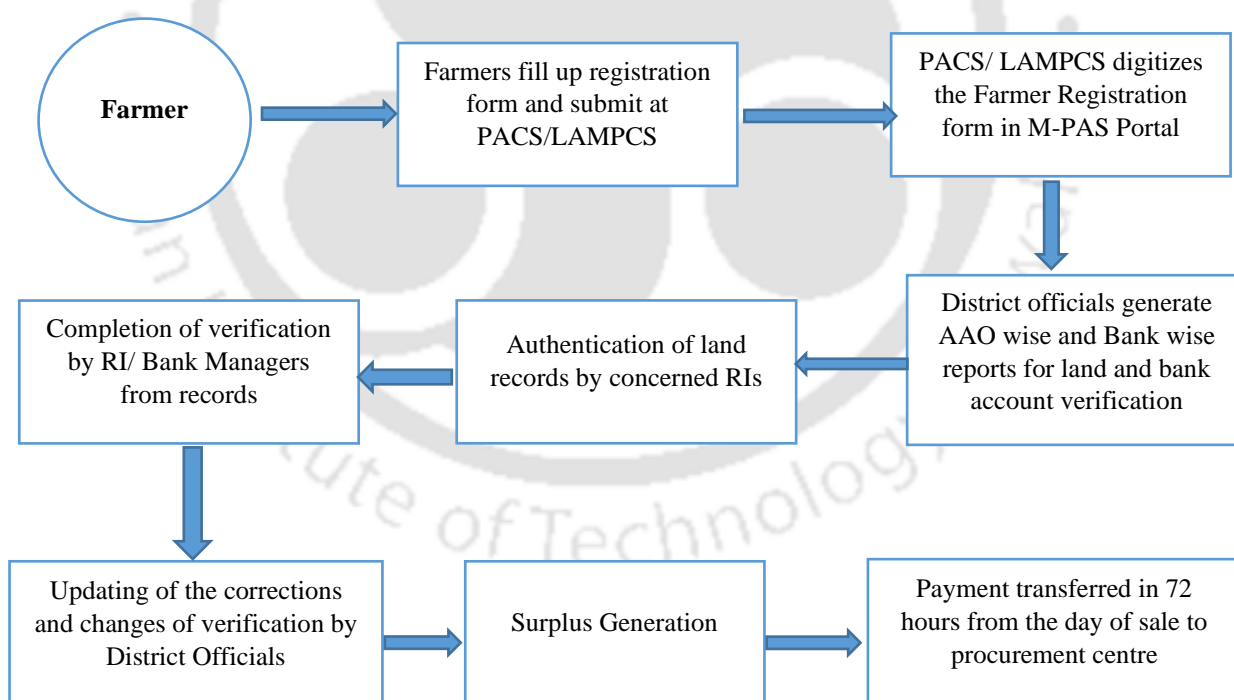 Farmer
Farmers fill up registration
form and submit at
PACS/LAMPCS
PACS/ LAMPCS digitizes
the Farmer Registration
form in M-PAS Portal
District officials generate
AAO wise and Bank wise
reports for land and bank
account verification
Authentication of land
records by concerned RIs
Completion of verification
by RI/ Bank Managers
from records
Updating of the corrections
and changes of verification by
District Officials
Surplus Generation
Payment transferred in 72
hours from the day of sale to
procurement centre
tute of Technology